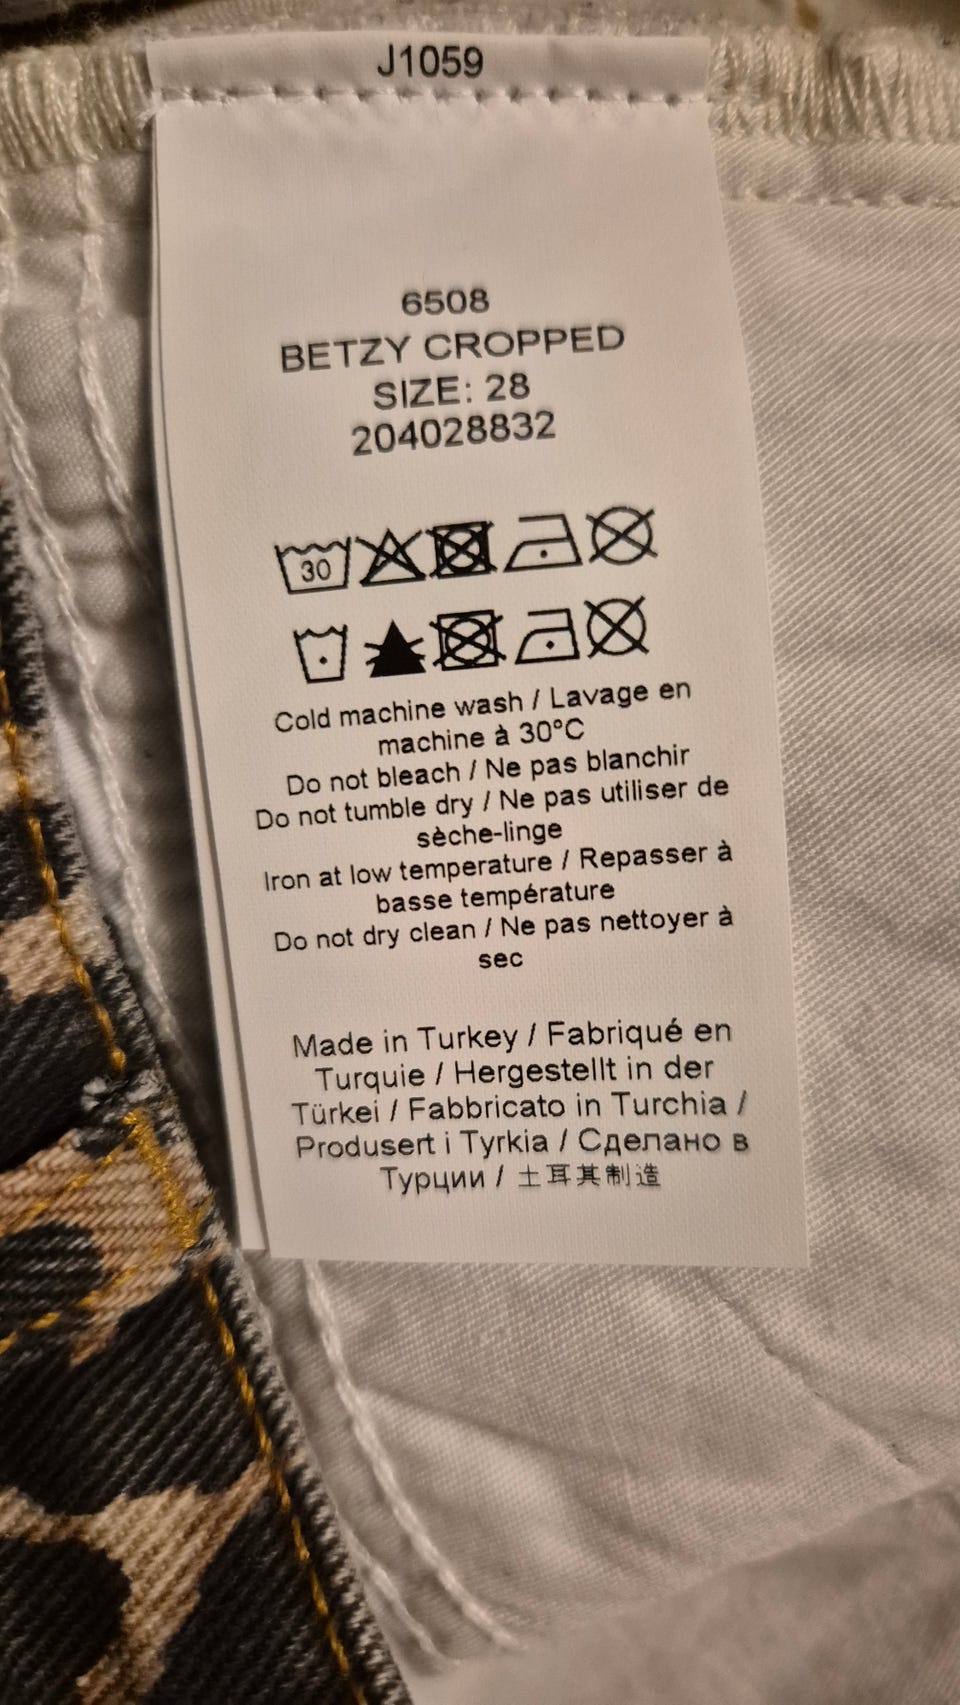 J1059
6508
BETZY CROPPED
SIZE: 28
204028832
30
Cold machine wash / Lavage en
machine à 30°C
Do not bleach / Ne pas blanchir
Do not tumble dry / Ne pas utiliser de
sèche-linge
Iron at low temperature / Repasser à
basse température
Do not dry clean / Ne pas nettoyer à
sec
Made in Turkey / Fabriqué en
Turquie / Hergestellt in der
Türkei / Fabbricato in Turchia /
Produsert i Tyrkia / Сделано в
Турции / 土耳其制造